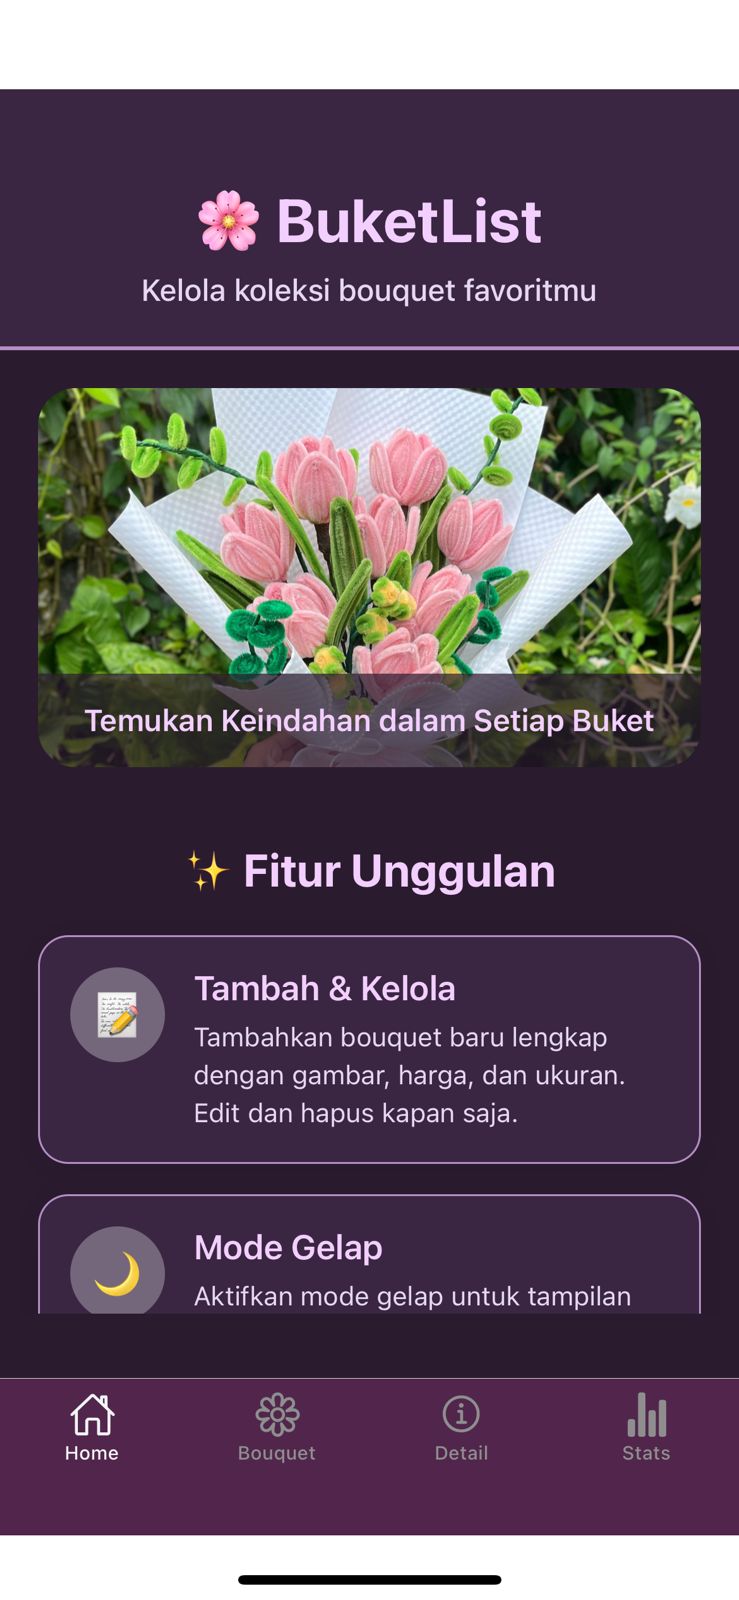 BuketList
Kelola koleksi bouquet favoritmu
Temukan Keindahan dalam Setiap Buket
Fitur Unggulan
Tambah & Kelola
Tambahkan bouquet baru lengkap
dengan gambar, harga, dan ukuran.
Edit dan hapus kapan saja.
Mode Gelap
Aktifkan mode gelap untuk tampilan
Home
Bouquet
Detail
Stats